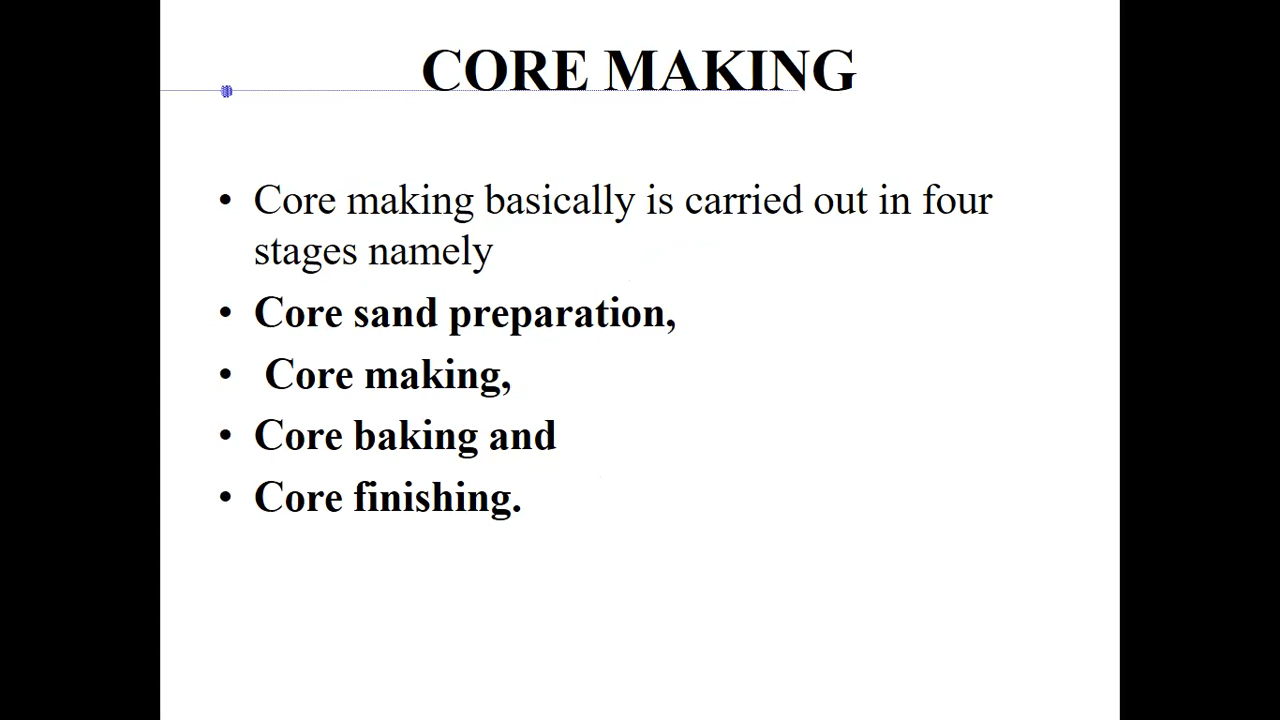 CORE MAKING
• Core making basically is carried out in four
stages namely
• Core sand preparation,
• Core making,
• Core baking and
• Core finishing.